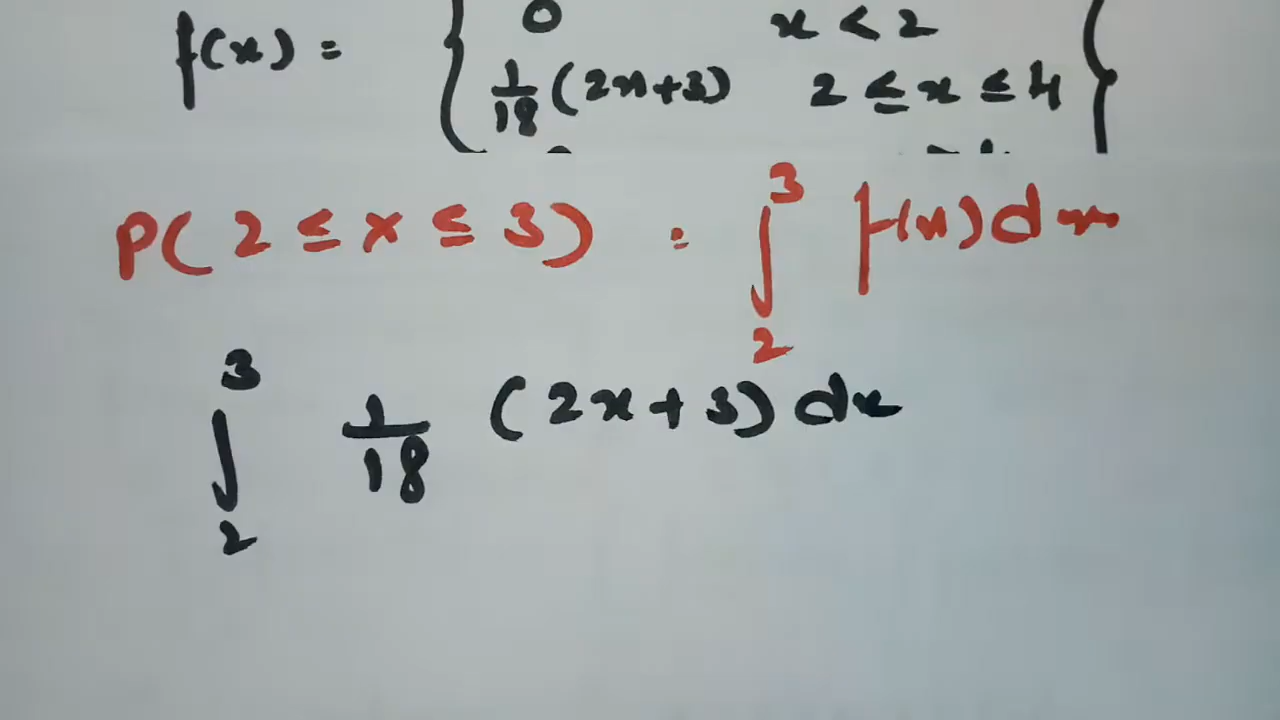 0 x < 2
f(x) =
1/18 (2x+3) 2 ≤ x ≤ 4
P( 2 ≤ x ≤ 3) = ∫₂³ f(x) dx
∫₂³ 1/18 (2x+3) dx